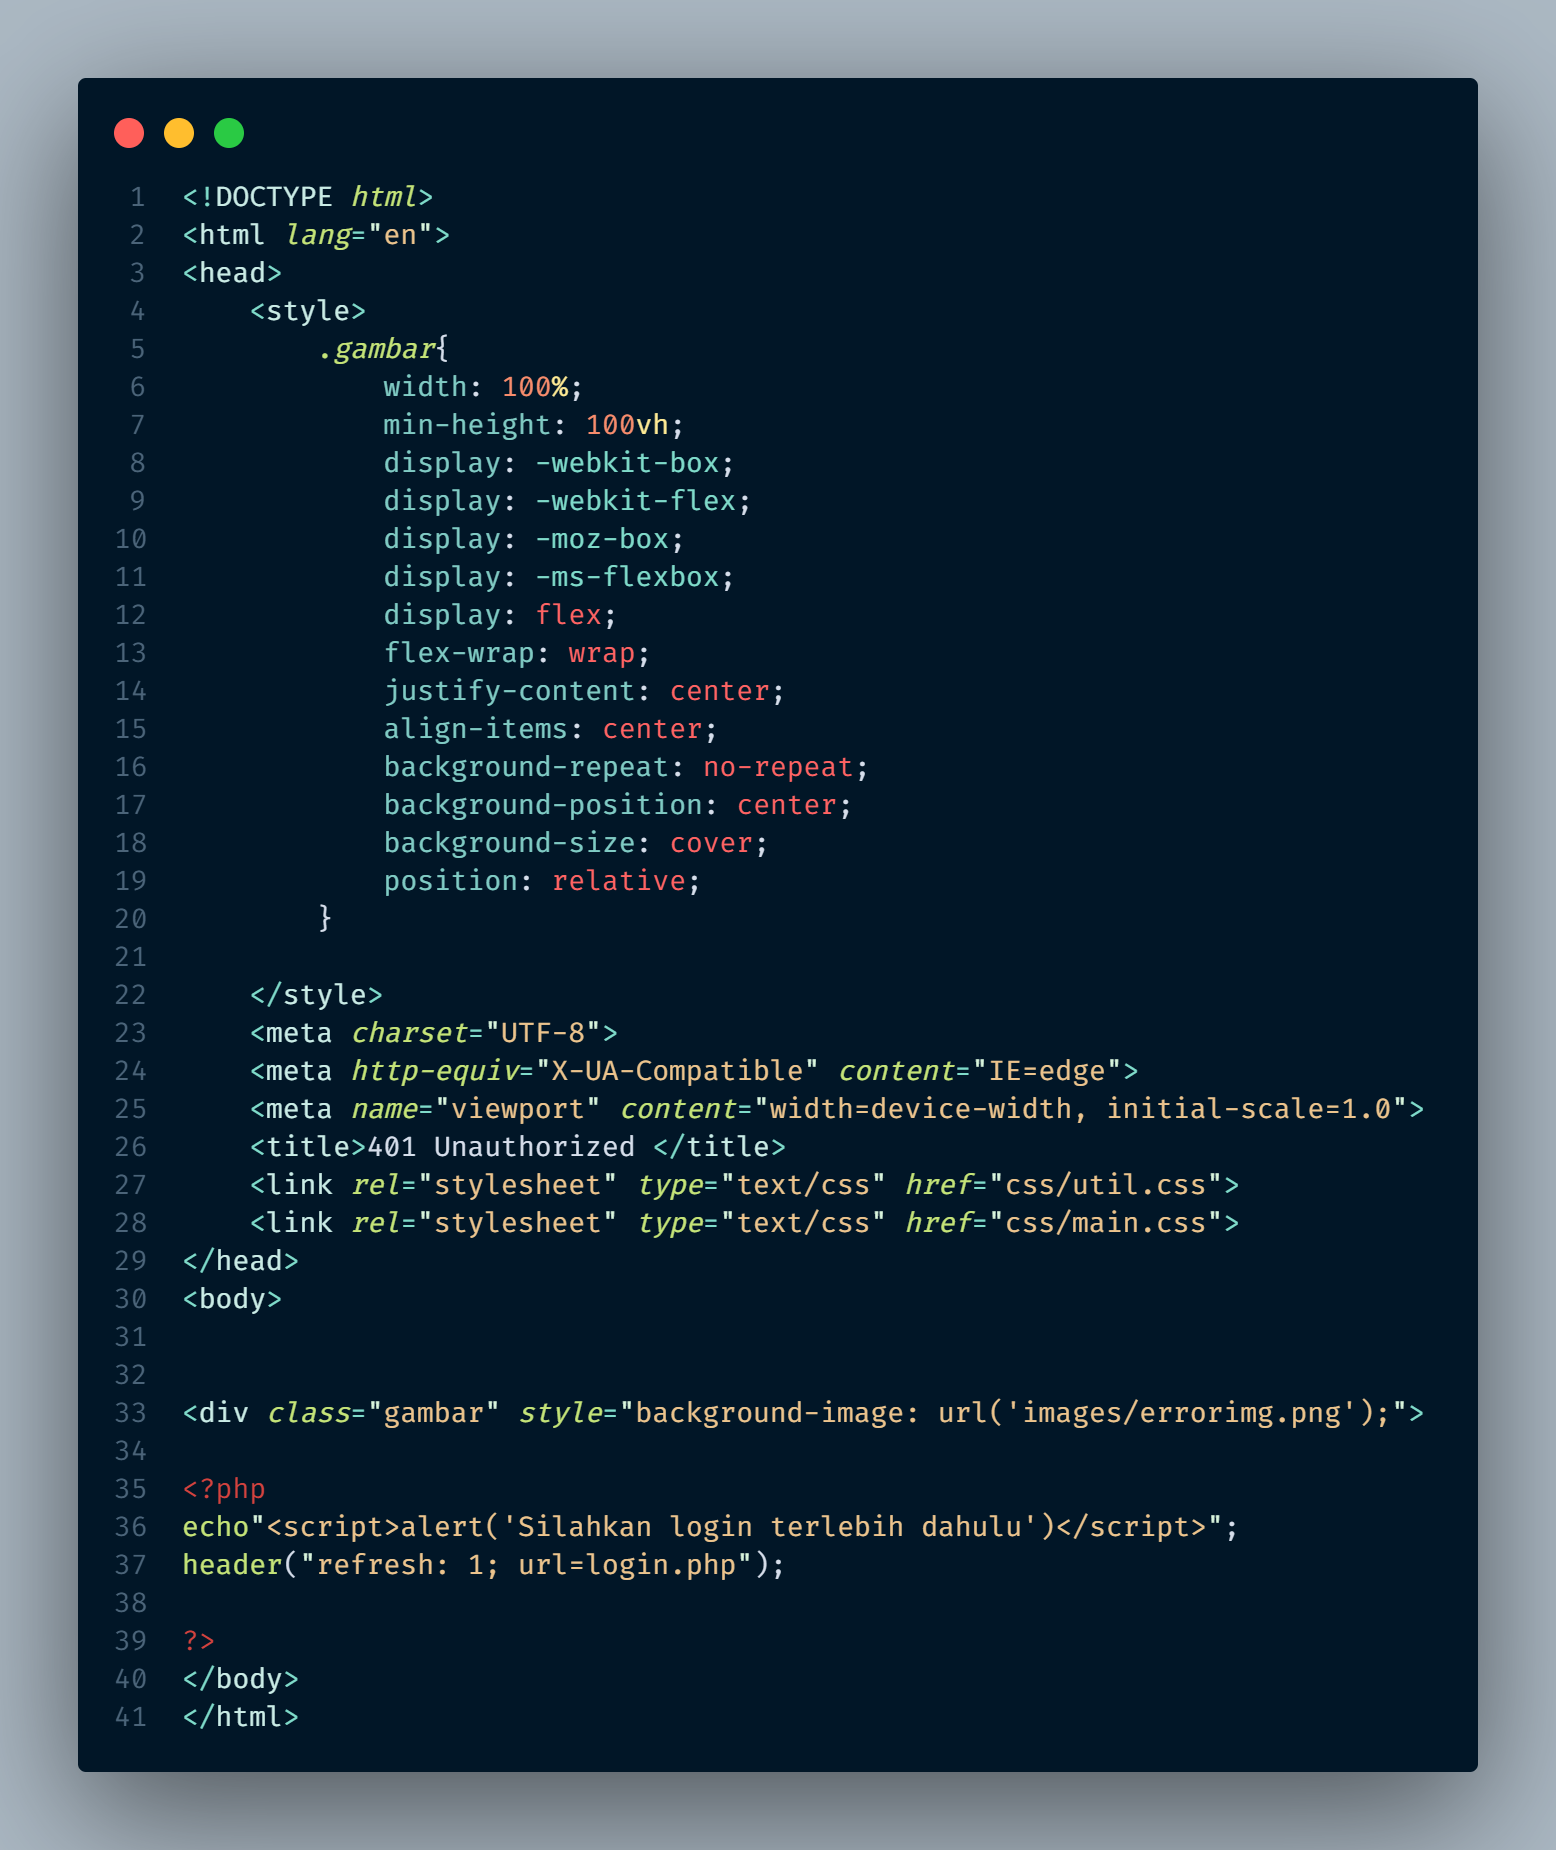 1 <!DOCTYPE html>
2 <html lang="en">
3 <head>
4     <style>
5         .gambar{
6             width: 100%;
7             min-height: 100vh;
8             display: -webkit-box;
9             display: -webkit-flex;
10             display: -moz-box;
11             display: -ms-flexbox;
12             display: flex;
13             flex-wrap: wrap;
14             justify-content: center;
15             align-items: center;
16             background-repeat: no-repeat;
17             background-position: center;
18             background-size: cover;
19             position: relative;
20         }
21
22     </style>
23     <meta charset="UTF-8">
24     <meta http-equiv="X-UA-Compatible" content="IE=edge">
25     <meta name="viewport" content="width=device-width, initial-scale=1.0">
26     <title>401 Unauthorized </title>
27     <link rel="stylesheet" type="text/css" href="css/util.css">
28     <link rel="stylesheet" type="text/css" href="css/main.css">
29 </head>
30 <body>
31
32
33 <div class="gambar" style="background-image: url('images/errorimg.png');">
34
35 <?php
36 echo"<script>alert('Silahkan login terlebih dahulu')</script>";
37 header("refresh: 1; url=login.php");
38
39 ?>
40 </body>
41 </html>